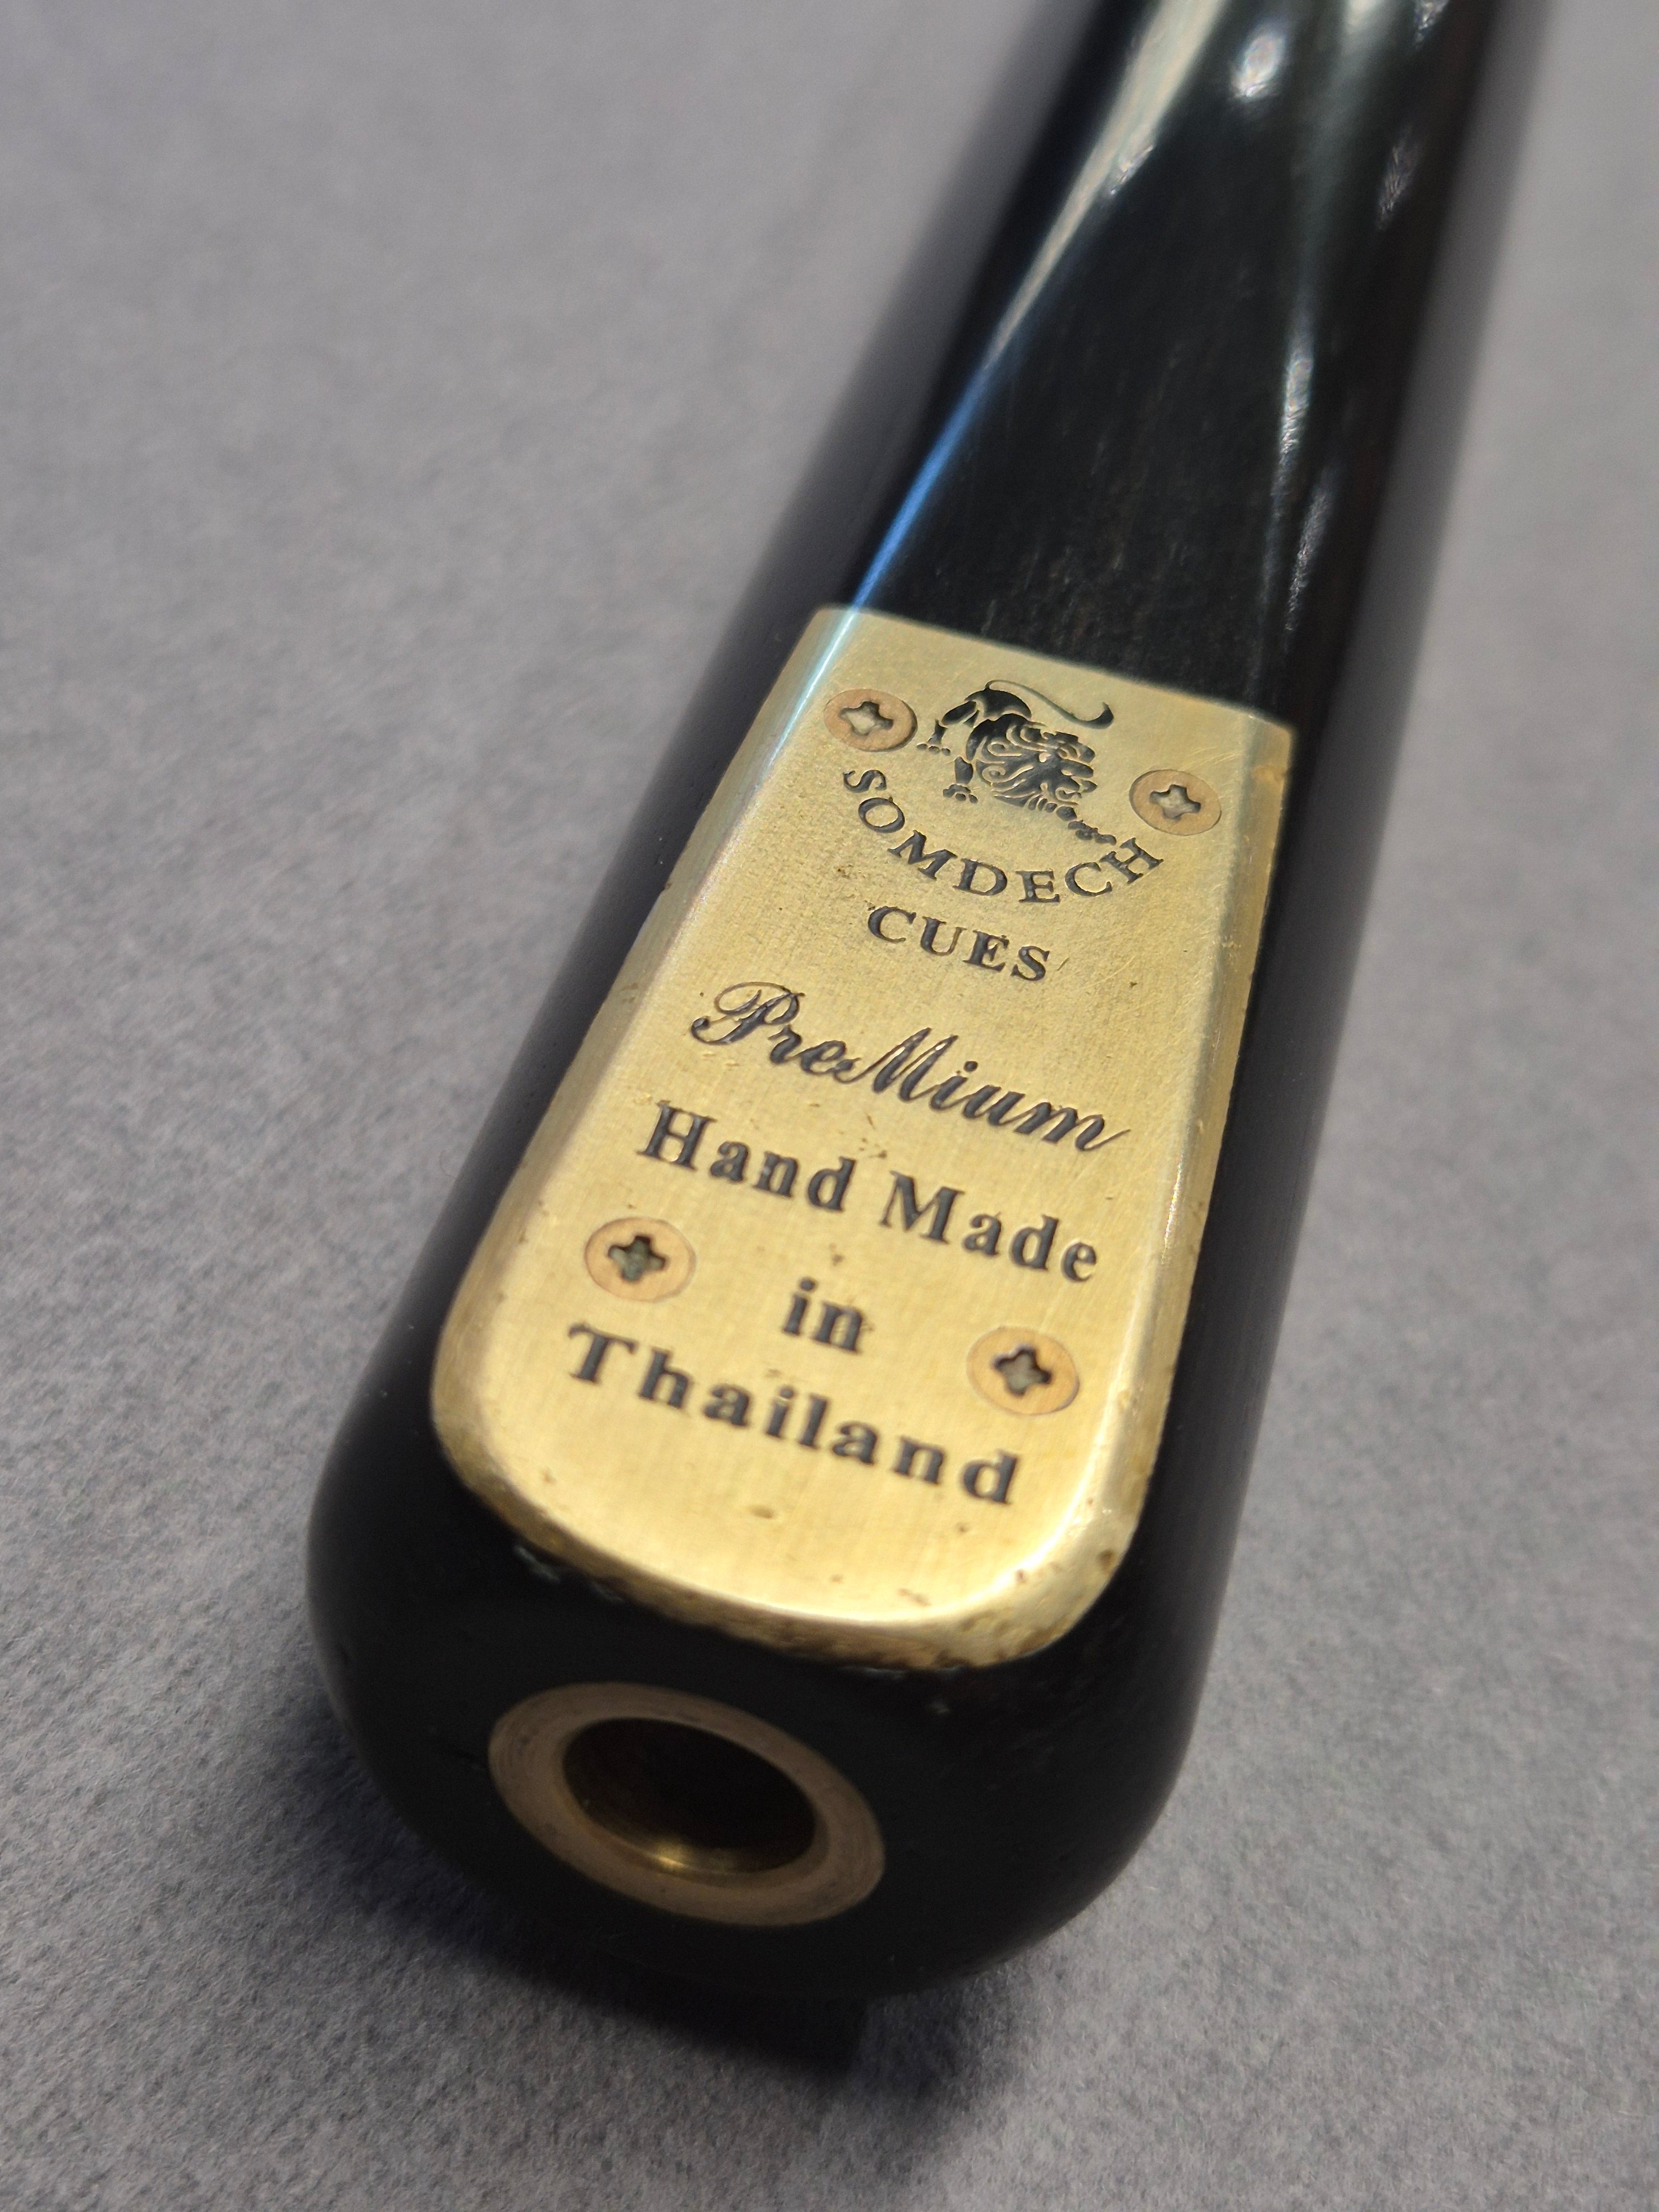 SOMDECH
CUES
PreMium
Hand Made
in
Thailand